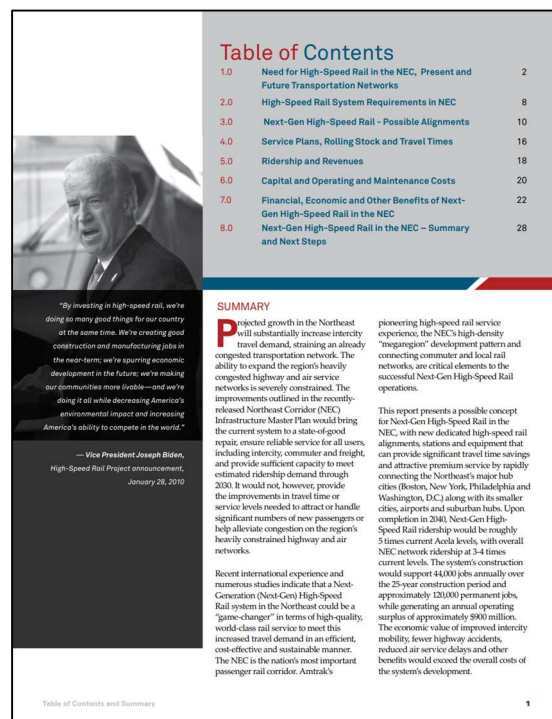 Table of Contents
1.0 Need for High-Speed Rail in the NEC, Present and 2
Future Transportation Networks
2.0 High-Speed Rail System Requirements in NEC 8
3.0 Next-Gen High-Speed Rail - Possible Alignments 10
4.0 Service Plans, Rolling Stock and Travel Times 16
5.0 Ridership and Revenues 18
6.0 Capital and Operating and Maintenance Costs 20
7.0 Financial, Economic and Other Benefits of Next- 22
Gen High-Speed Rail in the NEC
8.0 Next-Gen High-Speed Rail in the NEC – Summary 28
and Next Steps
"By investing in high-speed rail, we're
doing so many good things for our country
at the same time. We're creating good
construction and manufacturing jobs in
the near-term; we're spurring economic
development in the future; we're making
our communities more livable—and we're
doing it all while decreasing America's
environmental impact and increasing
America's ability to compete in the world."
— Vice President Joseph Biden,
High-Speed Rail Project announcement,
January 28, 2010
SUMMARY
Projected growth in the Northeast
will substantially increase intercity
travel demand, straining an already
congested transportation network. The
ability to expand the region's heavily
congested highway and air service
networks is severely constrained. The
improvements outlined in the recently-
released Northeast Corridor (NEC)
Infrastructure Master Plan would bring
the current system to a state-of-good
repair, ensure reliable service for all users,
including intercity, commuter and freight,
and provide sufficient capacity to meet
estimated ridership demand through
2030. It would not, however, provide
the improvements in travel time or
service levels needed to attract or handle
significant numbers of new passengers or
help alleviate congestion on the region's
heavily constrained highway and air
networks.
Recent international experience and
numerous studies indicate that a Next-
Generation (Next-Gen) High-Speed
Rail system in the Northeast could be a
"game-changer" in terms of high-quality,
world-class rail service to meet this
increased travel demand in an efficient,
cost-effective and sustainable manner.
The NEC is the nation's most important
passenger rail corridor. Amtrak's
pioneering high-speed rail service
experience, the NEC's high-density
"megaregion" development pattern and
connecting commuter and local rail
networks, are critical elements to the
successful Next-Gen High-Speed Rail
operations.
This report presents a possible concept
for Next-Gen High-Speed Rail in the
NEC, with new dedicated high-speed rail
alignments, stations and equipment that
can provide significant travel time savings
and attractive premium service by rapidly
connecting the Northeast's major hub
cities (Boston, New York, Philadelphia and
Washington, D.C.) along with its smaller
cities, airports and suburban hubs. Upon
completion in 2040, Next-Gen High-
Speed Rail ridership would be roughly
5 times current Acela levels, with overall
NEC network ridership at 3-4 times
current levels. The system's construction
would support 44,000 jobs annually over
the 25-year construction period and
approximately 120,000 permanent jobs,
while generating an annual operating
surplus of approximately $900 million.
The economic value of improved intercity
mobility, fewer highway accidents,
reduced air service delays and other
benefits would exceed the overall costs of
the system's development.
Table of Contents and Summary 1